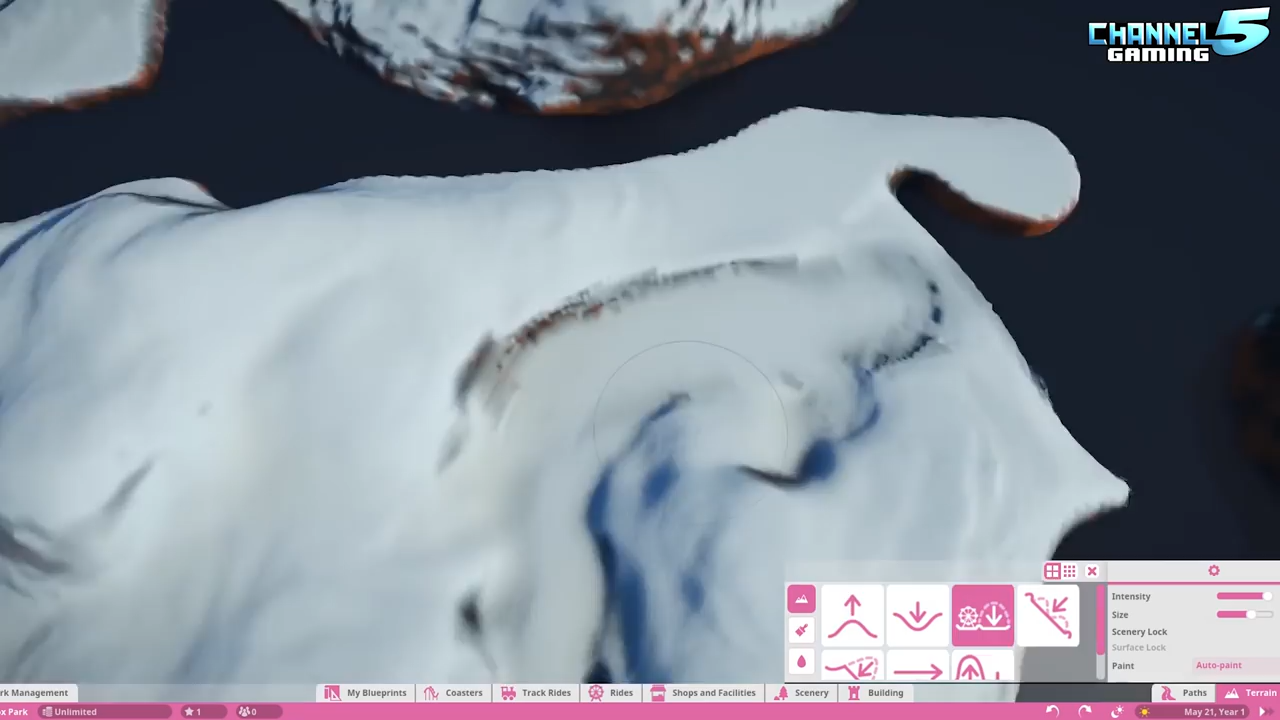 CHANNEL 5
GAMING
Intensity
Size
Scenery Lock
Surface Lock
Paint Auto-paint
rk Management My Blueprints Coasters Track Rides Rides Shops and Facilities Scenery Building Paths Terrain
ox Park Unlimited 1 0 May 21, Year 1